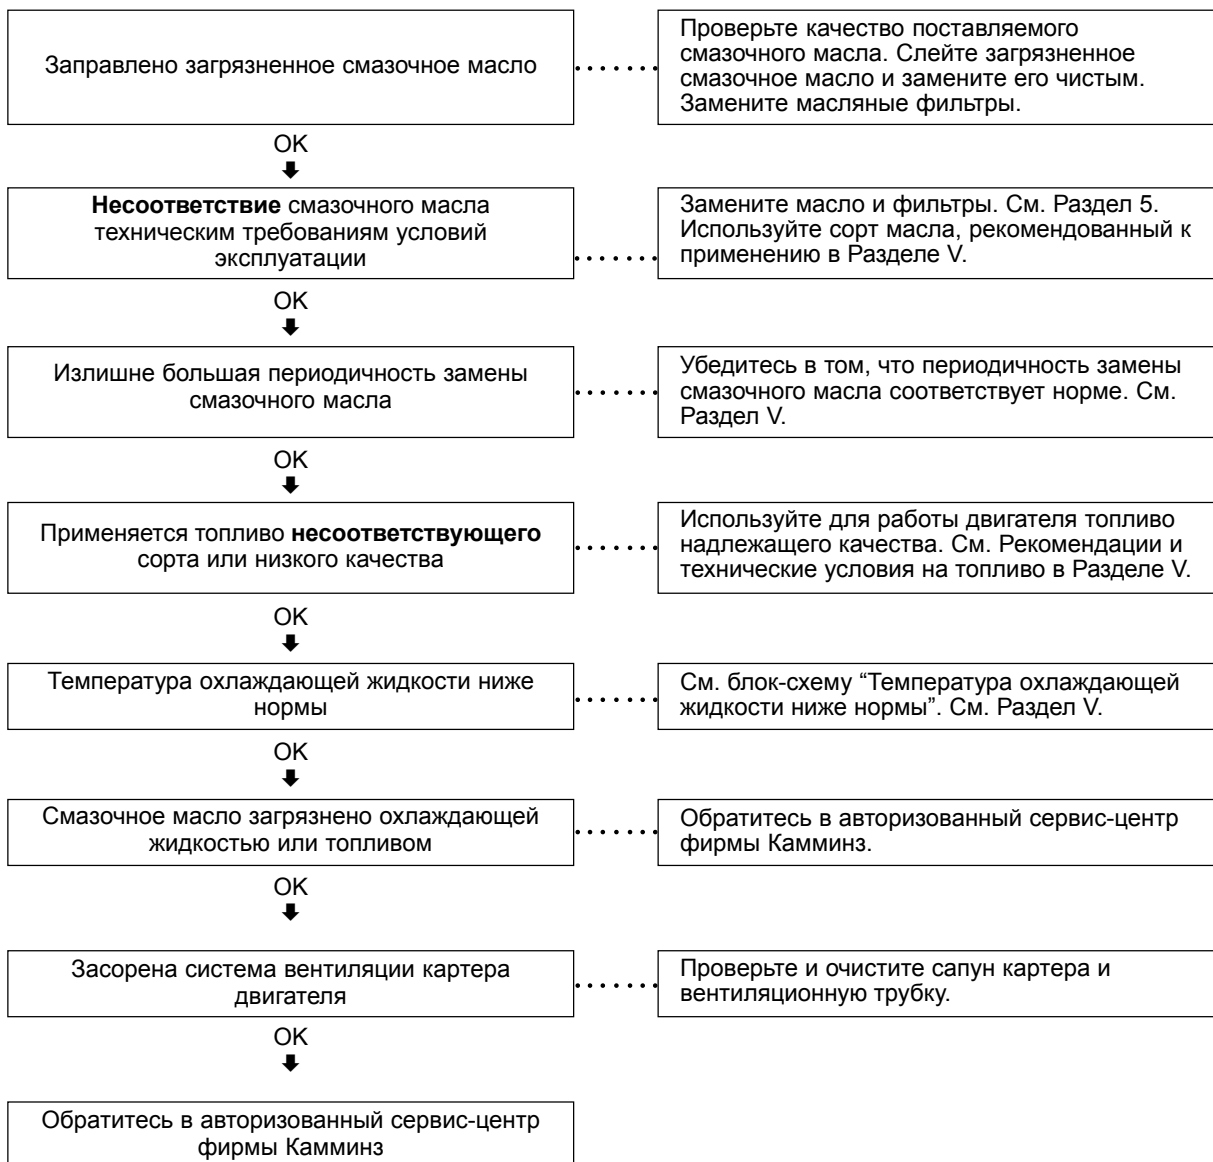 Заправлено загрязненное смазочное масло
Проверьте качество поставляемого
смазочного масла. Слейте загрязненное
смазочное масло и замените его чистым.
Замените масляные фильтры.
OK
Несоответствие смазочного масла
техническим требованиям условий
эксплуатации
Замените масло и фильтры. См. Раздел 5.
Используйте сорт масла, рекомендованный к
применению в Разделе V.
OK
Излишне большая периодичность замены
смазочного масла
Убедитесь в том, что периодичность замены
смазочного масла соответствует норме. См.
Раздел V.
OK
Применяется топливо несоответствующего
сорта или низкого качества
Используйте для работы двигателя топливо
надлежащего качества. См. Рекомендации и
технические условия на топливо в Разделе V.
OK
Температура охлаждающей жидкости ниже
нормы
См. блок-схему “Температура охлаждающей
жидкости ниже нормы”. См. Раздел V.
OK
Смазочное масло загрязнено охлаждающей
жидкостью или топливом
Обратитесь в авторизованный сервис-центр
фирмы Камминз.
OK
Засорена система вентиляции картера
двигателя
Проверьте и очистите сапун картера и
вентиляционную трубку.
OK
Обратитесь в авторизованный сервис-центр
фирмы Камминз